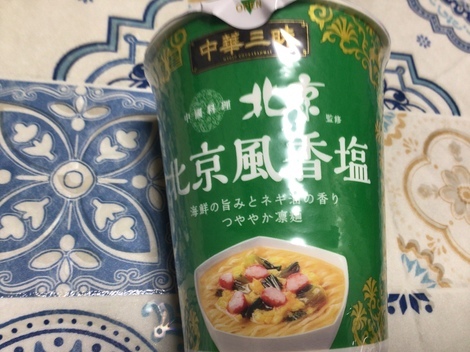 中華三昧
中國料理 北京 監修
北京風香塩
海鮮の旨みとネギ油の香り
つややか凛麺